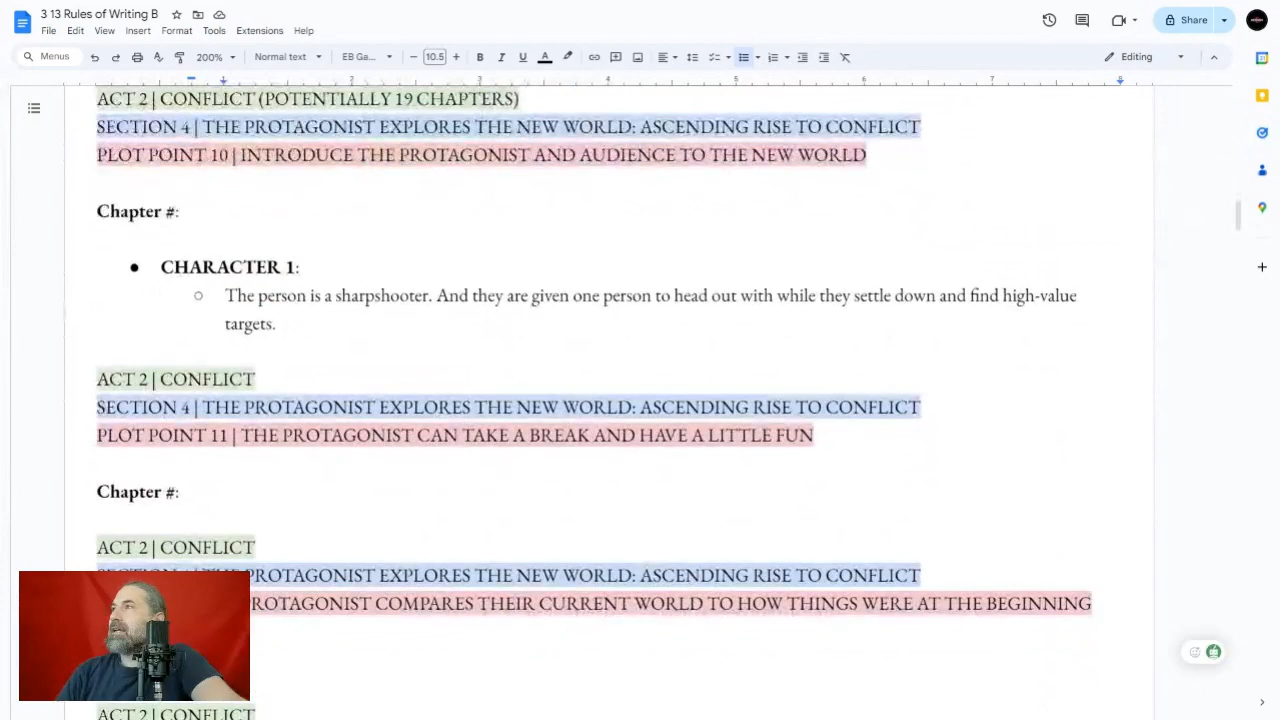 3 13 Rules of Writing B
File Edit View Insert Format Tools Extensions Help
Share
Menus
200%
Normal text
EB Ga...
10.5
Editing
2 3 4 5 6 7
ACT 2 | CONFLICT (POTENTIALLY 19 CHAPTERS)
SECTION 4 | THE PROTAGONIST EXPLORES THE NEW WORLD: ASCENDING RISE TO CONFLICT
PLOT POINT 10 | INTRODUCE THE PROTAGONIST AND AUDIENCE TO THE NEW WORLD
Chapter #:
● CHARACTER 1:
○ The person is a sharpshooter. And they are given one person to head out with while they settle down and find high-value
targets.
ACT 2 | CONFLICT
SECTION 4 | THE PROTAGONIST EXPLORES THE NEW WORLD: ASCENDING RISE TO CONFLICT
PLOT POINT 11 | THE PROTAGONIST CAN TAKE A BREAK AND HAVE A LITTLE FUN
Chapter #:
ACT 2 | CONFLICT
PROTAGONIST EXPLORES THE NEW WORLD: ASCENDING RISE TO CONFLICT
ROTAGONIST COMPARES THEIR CURRENT WORLD TO HOW THINGS WERE AT THE BEGINNING
ACT 2 | CONFLICT